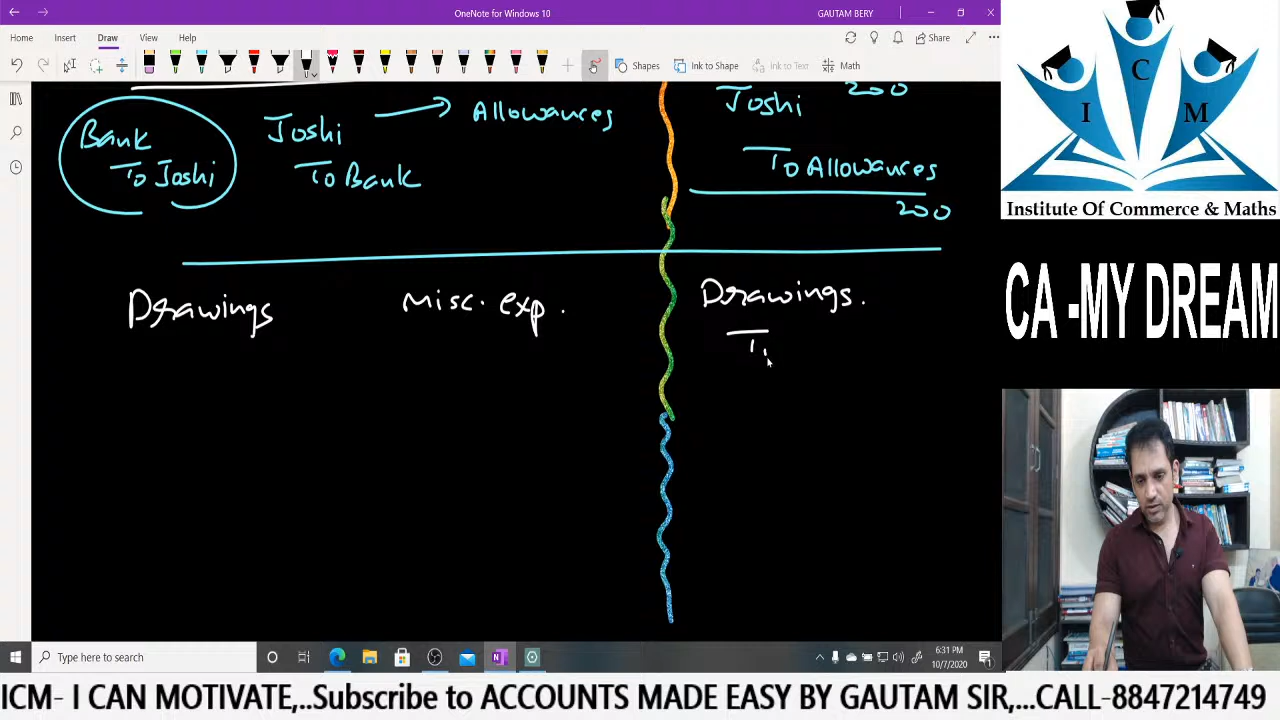 OneNote for Windows 10
GAUTAM BERY
Home Insert Draw View Help
Share
Shapes
Ink to Shape
Ink to Text
Math
Bank
To Joshi
Joshi
To Bank
Allowances
Joshi 200
To Allowances
200
Drawings
Misc. exp.
Drawings.
I C M
Institute Of Commerce & Maths
CA -MY DREAM
Type here to search
6:31 PM
10/7/2020
ICM- I CAN MOTIVATE,..Subscribe to ACCOUNTS MADE EASY BY GAUTAM SIR,...CALL-8847214749